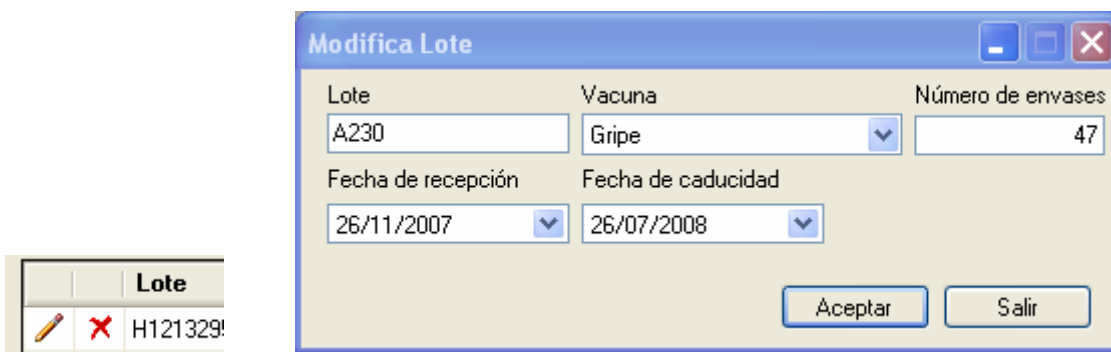 Modifica Lote
Lote Vacuna Número de envases
A230 Gripe 47
Fecha de recepción Fecha de caducidad
26/11/2007 26/07/2008
Aceptar Salir
Lote
H1213295